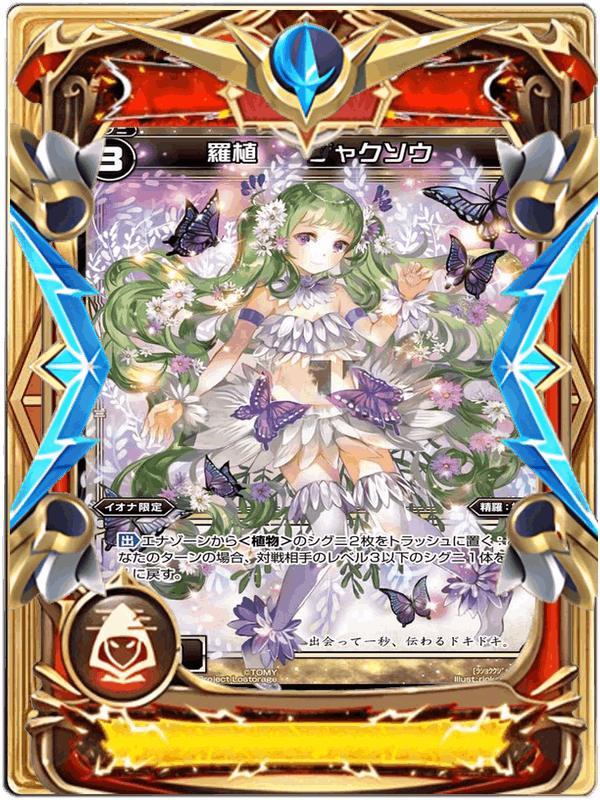 3
羅植 ジャクソウ
イオナ限定
精羅:
出 エナゾーンから<植物>のシグニ2枚をトラッシュに置く:
なたのターンの場合、対戦相手のレベル3以下のシグニ1体を
に戻す。
出会って一秒、伝わるドキドキ。
©TOMY
Project Lostorage
Illust: